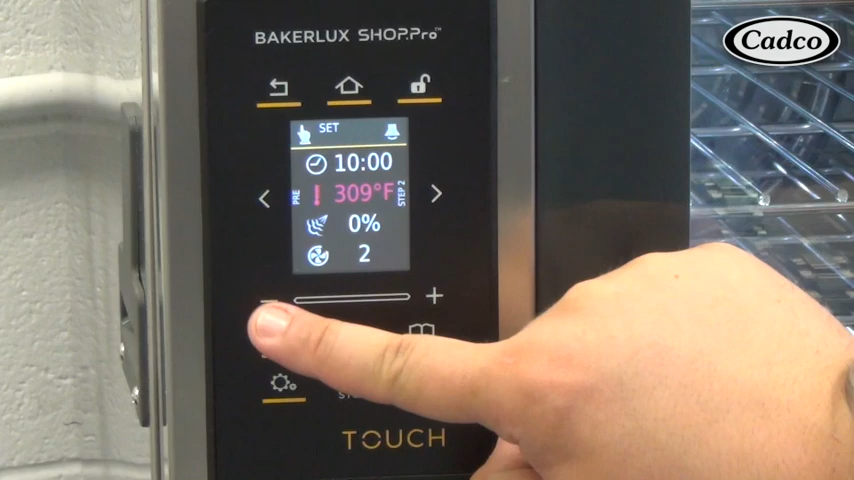 BAKERLUX SHOP.Pro™
Cadco
SET
10:00
PRE
309°F
STEP 2
0%
2
TOUCH